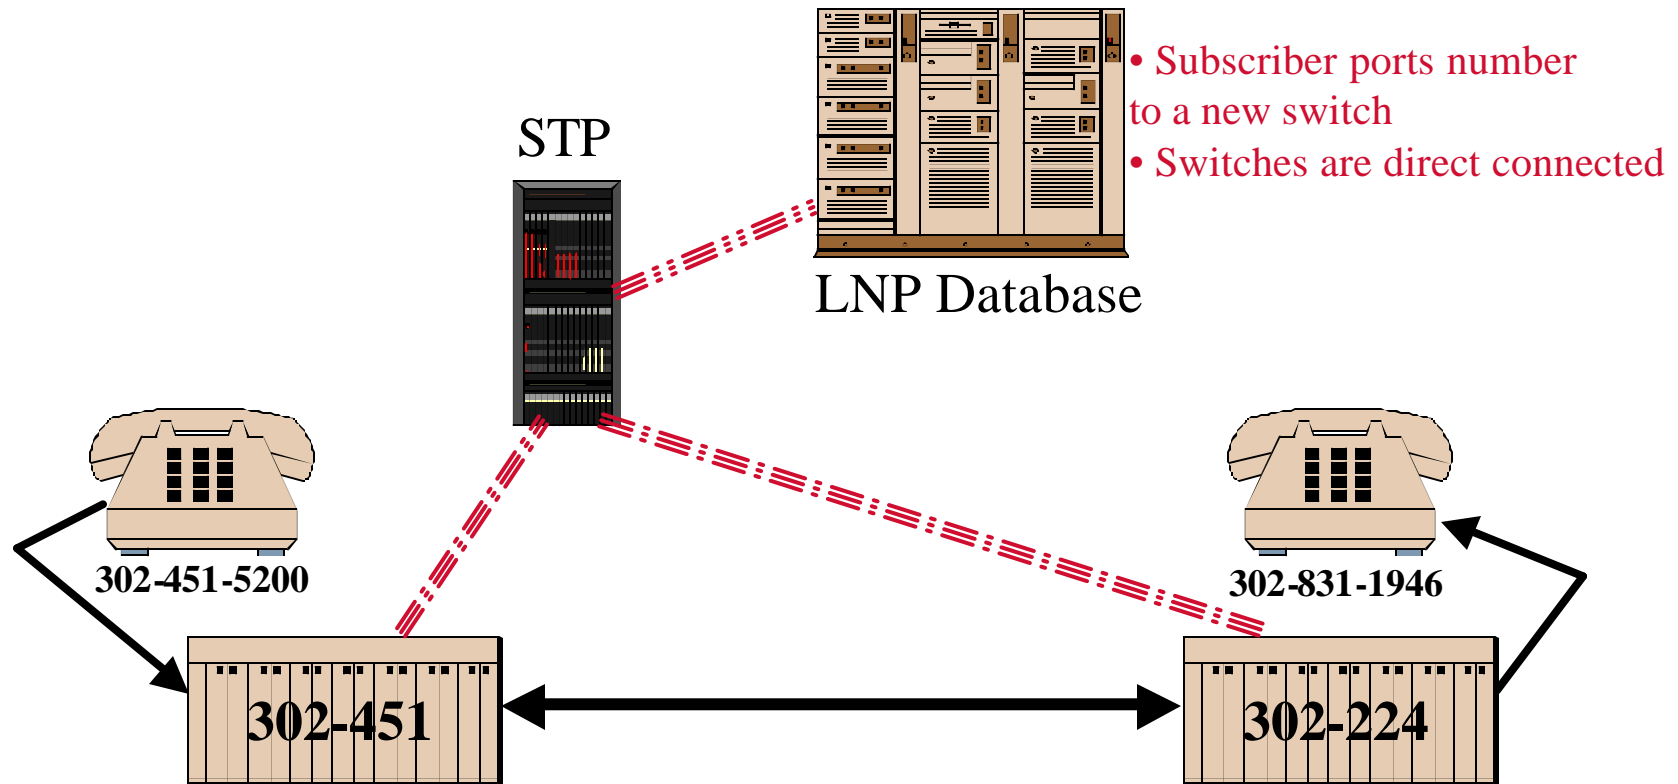 • Subscriber ports number
to a new switch
• Switches are direct connected
STP
LNP Database
302-451-5200
302-831-1946
302-451
302-224